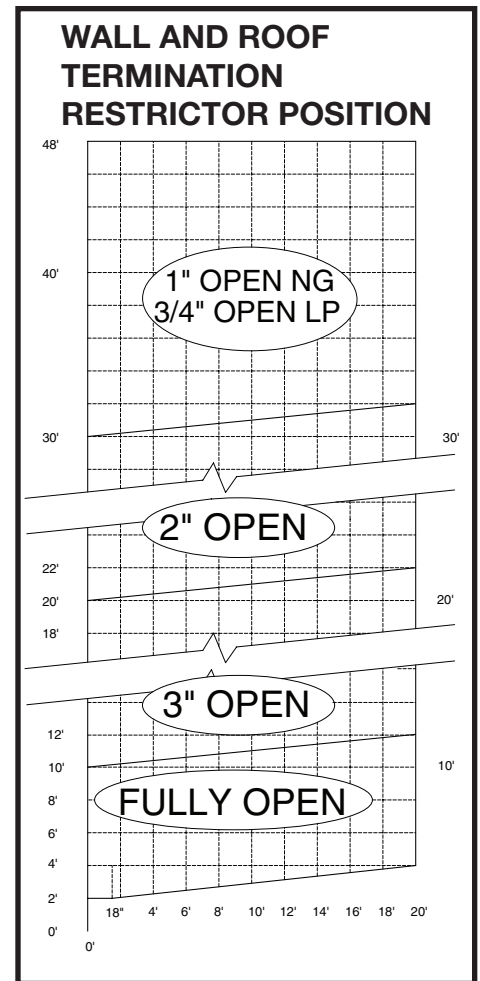 WALL AND ROOF
TERMINATION
RESTRICTOR POSITION
48'
40'
1" OPEN NG
3/4" OPEN LP
30'
30'
2" OPEN
22'
20'
20'
18'
3" OPEN
12'
10'
10'
FULLY OPEN
8'
6'
4'
2'
18" 4' 6' 8' 10' 12' 14' 16' 18' 20'
0'
0'